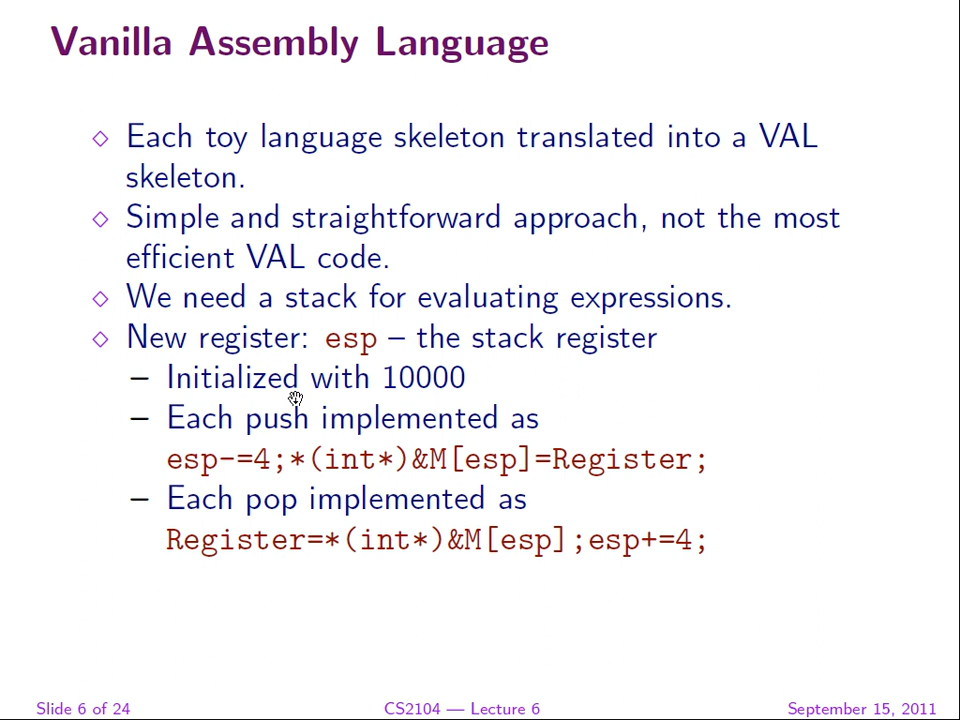 Vanilla Assembly Language
◇ Each toy language skeleton translated into a VAL
skeleton.
◇ Simple and straightforward approach, not the most
efficient VAL code.
◇ We need a stack for evaluating expressions.
◇ New register: esp – the stack register
– Initialized with 10000
– Each push implemented as
esp-=4;*(int*)&M[esp]=Register;
– Each pop implemented as
Register=*(int*)&M[esp];esp+=4;
Slide 6 of 24 CS2104 — Lecture 6 September 15, 2011